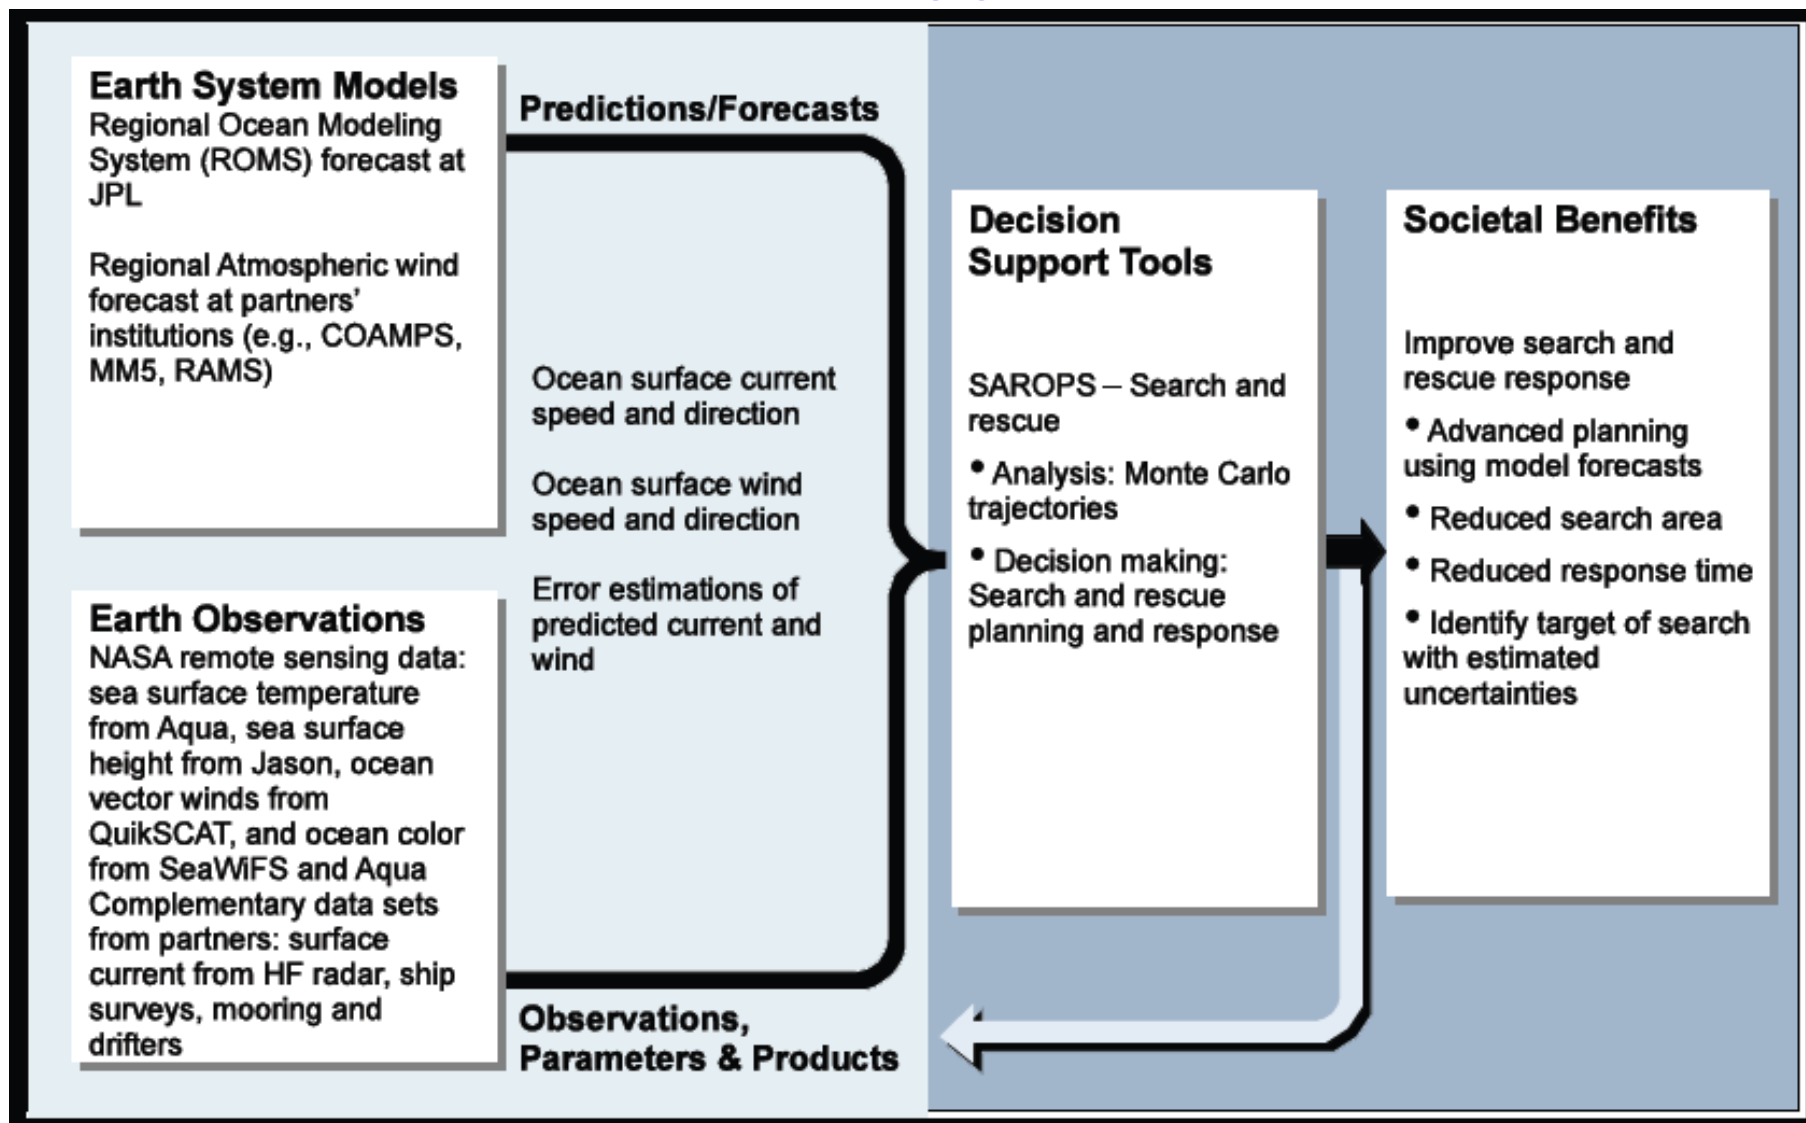 Earth System Models
Regional Ocean Modeling
System (ROMS) forecast at
JPL
Regional Atmospheric wind
forecast at partners’
institutions (e.g., COAMPS,
MM5, RAMS)
Earth Observations
NASA remote sensing data:
sea surface temperature
from Aqua, sea surface
height from Jason, ocean
vector winds from
QuikSCAT, and ocean color
from SeaWiFS and Aqua
Complementary data sets
from partners: surface
current from HF radar, ship
surveys, mooring and
drifters
Predictions/Forecasts
Ocean surface current
speed and direction
Ocean surface wind
speed and direction
Error estimations of
predicted current and
wind
Observations,
Parameters & Products
Decision
Support Tools
SAROPS – Search and
rescue
• Analysis: Monte Carlo
trajectories
• Decision making:
Search and rescue
planning and response
Societal Benefits
Improve search and
rescue response
• Advanced planning
using model forecasts
• Reduced search area
• Reduced response time
• Identify target of search
with estimated
uncertainties